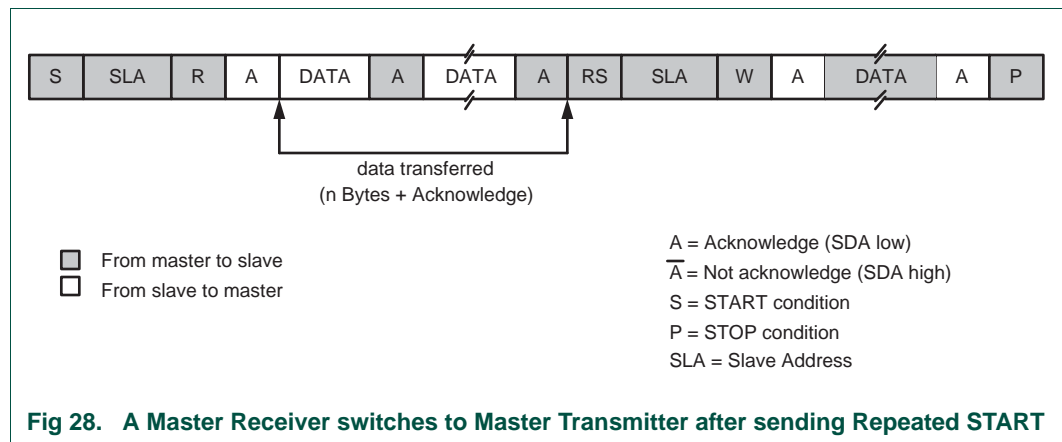 S SLA R A DATA A DATA A RS SLA W A DATA A P
data transferred
(n Bytes + Acknowledge)
From master to slave
From slave to master
A = Acknowledge (SDA low)
A̅ = Not acknowledge (SDA high)
S = START condition
P = STOP condition
SLA = Slave Address
Fig 28. A Master Receiver switches to Master Transmitter after sending Repeated START